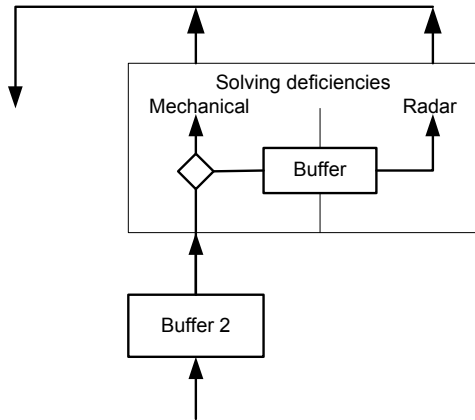 Solving deficiencies
Mechanical
Radar
Buffer
Buffer 2